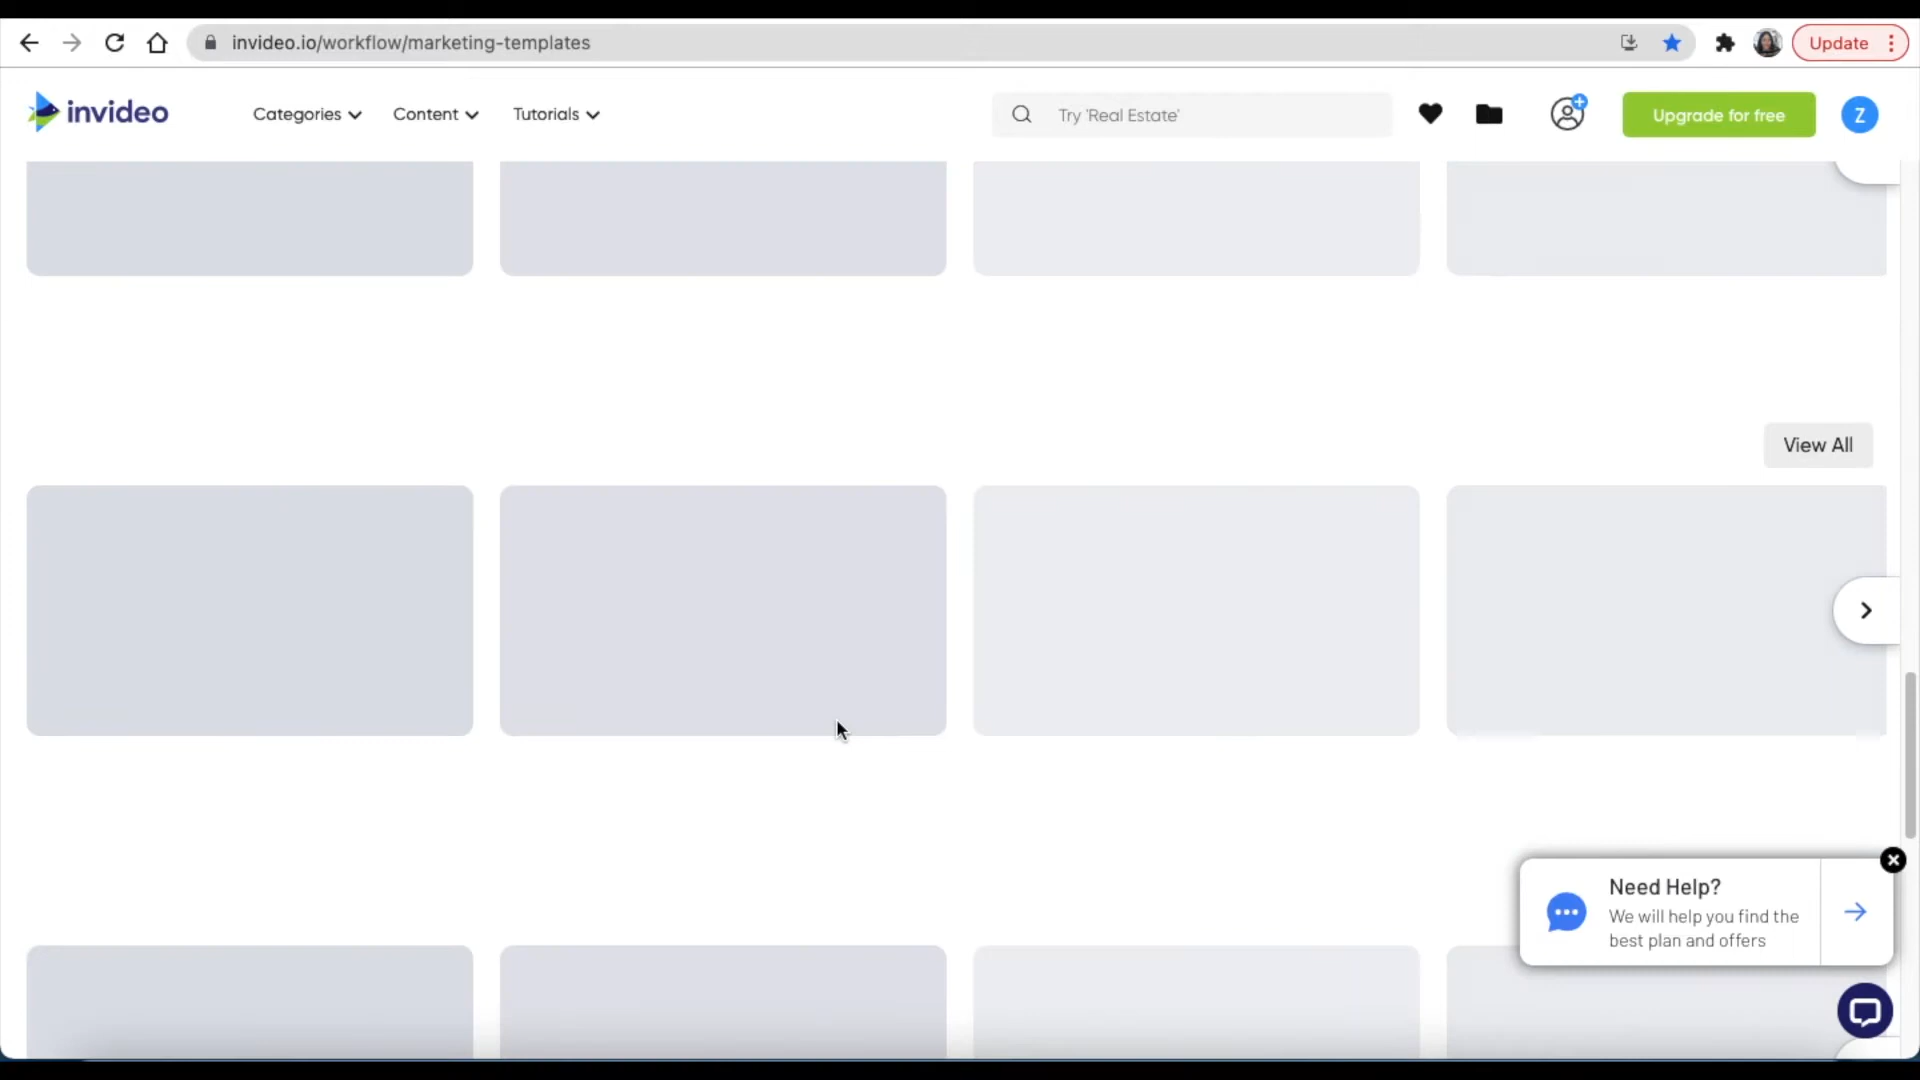 invideo.io/workflow/marketing-templates
Update
invideo
Categories
Content
Tutorials
Try 'Real Estate'
Upgrade for free
Z
View All
Need Help?
We will help you find the
best plan and offers